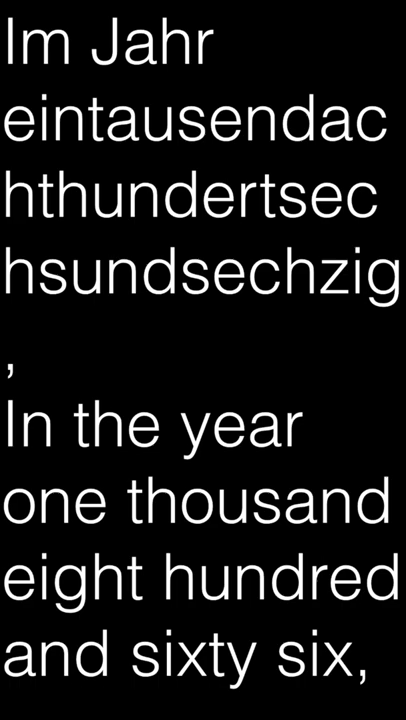 Im Jahr
eintausendac
hthundertsec
hsundsechzig
,
In the year
one thousand
eight hundred
and sixty six,